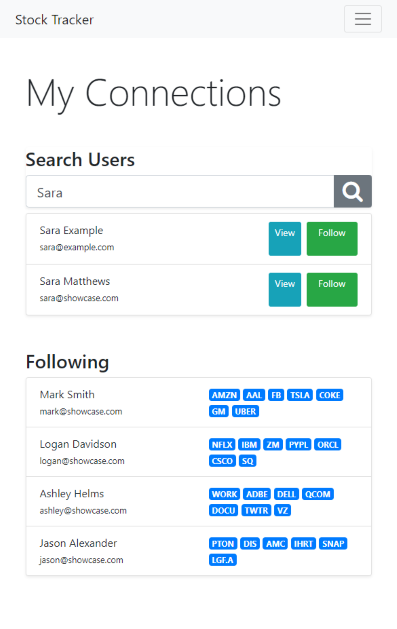 Stock Tracker
My Connections
Search Users
Sara
Sara Example View Follow
sara@example.com
Sara Matthews View Follow
sara@showcase.com
Following
Mark Smith AMZN AAL FB TSLA COKE
mark@showcase.com GM UBER
Logan Davidson NFLX IBM ZM PYPL ORCL
logan@showcase.com CSCO SQ
Ashley Helms WORK ADBE DELL QCOM
ashley@showcase.com DOCU TWTR VZ
Jason Alexander PTON DIS AMC IHRT SNAP
jason@showcase.com LGF.A